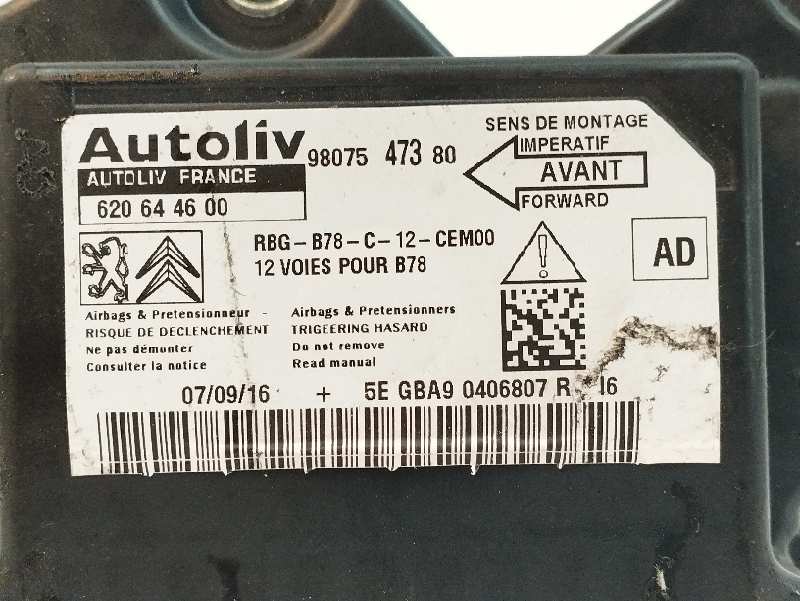 Autoliv
98075 473 80
AUTOLIV FRANCE
620 64 46 00
SENS DE MONTAGE
IMPERATIF
AVANT
FORWARD
RBG-B78-C-12-CEM00
12 VOIES POUR B78
AD
Airbags & Pretensionneur -
RISQUE DE DECLENCHEMENT
Ne pas démonter
Consulter la notice
Airbags & Pretensionners
TRIGEERING HASARD
Do not remove
Read manual
07/09/16 + 5E GBA9 0406807 R I6